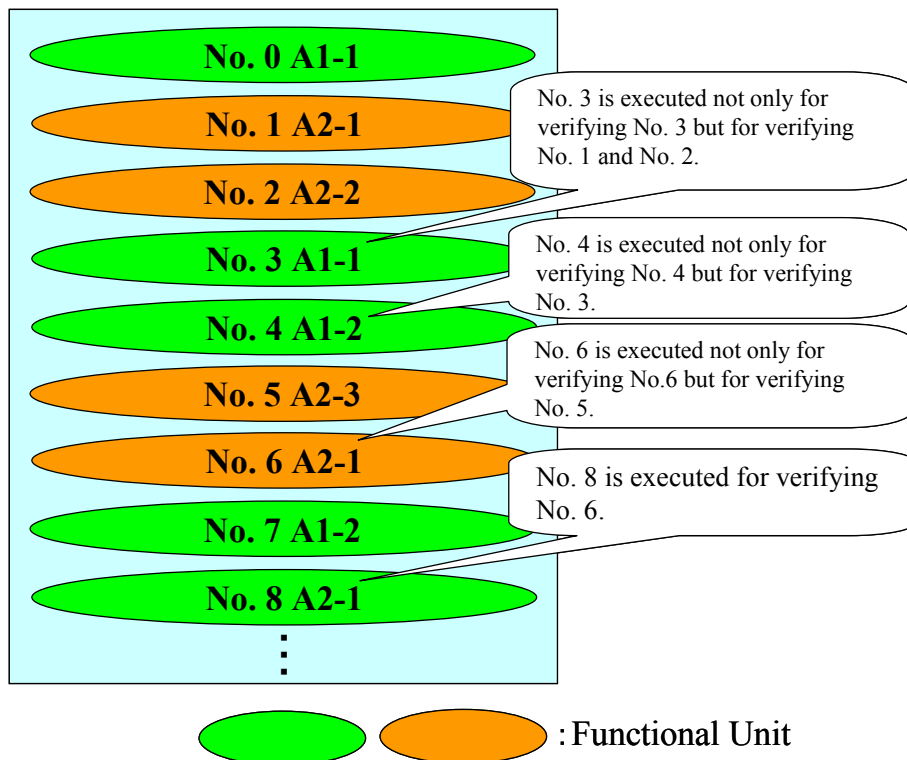 No. 0 A1-1
No. 1 A2-1
No. 2 A2-2
No. 3 A1-1
No. 4 A1-2
No. 5 A2-3
No. 6 A2-1
No. 7 A1-2
No. 8 A2-1
No. 3 is executed not only for
verifying No. 3 but for verifying
No. 1 and No. 2.
No. 4 is executed not only for
verifying No. 4 but for verifying
No. 3.
No. 6 is executed not only for
verifying No.6 but for verifying
No. 5.
No. 8 is executed for verifying
No. 6.
: Functional Unit